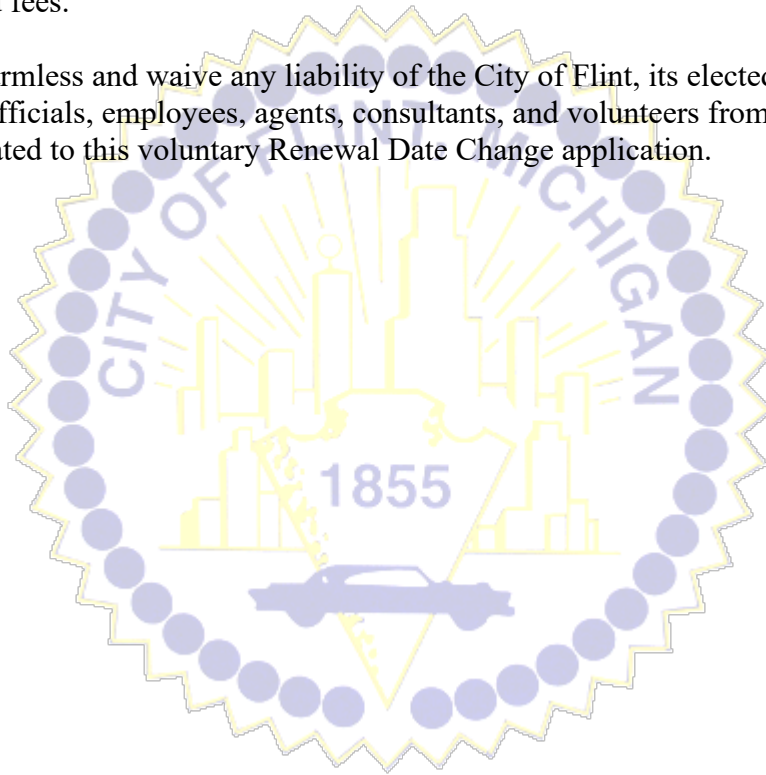 fees.
rmless and waive any liability of the City of Flint, its elected
fficials, employees, agents, consultants, and volunteers from
ated to this voluntary Renewal Date Change application.
CITY OF FLINT, MICHIGAN
1855